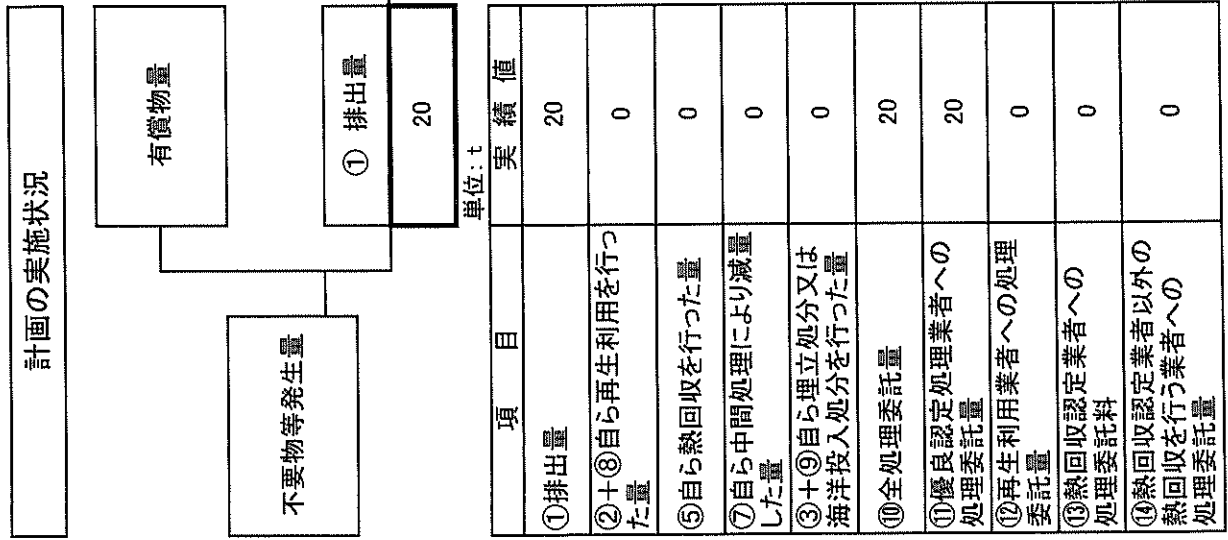 計画の実施状況
不要物等発生量
有償物量
① 排出量
20
単位:t
項 目
実 績 値
①排出量
20
②+⑧自ら再生利用を行っ
た量
0
⑤自ら熱回収を行った量
0
⑦自ら中間処理により減量
した量
0
③+⑨自ら埋立処分又は
海洋投入処分を行った量
0
⑩全処理委託量
20
⑪優良認定処理業者への
処理委託量
20
⑫再生利用業者への処理
委託量
0
⑬熱回収認定業者への
処理委託料
0
⑭熱回収認定業者以外の
熱回収を行う業者への
処理委託量
0